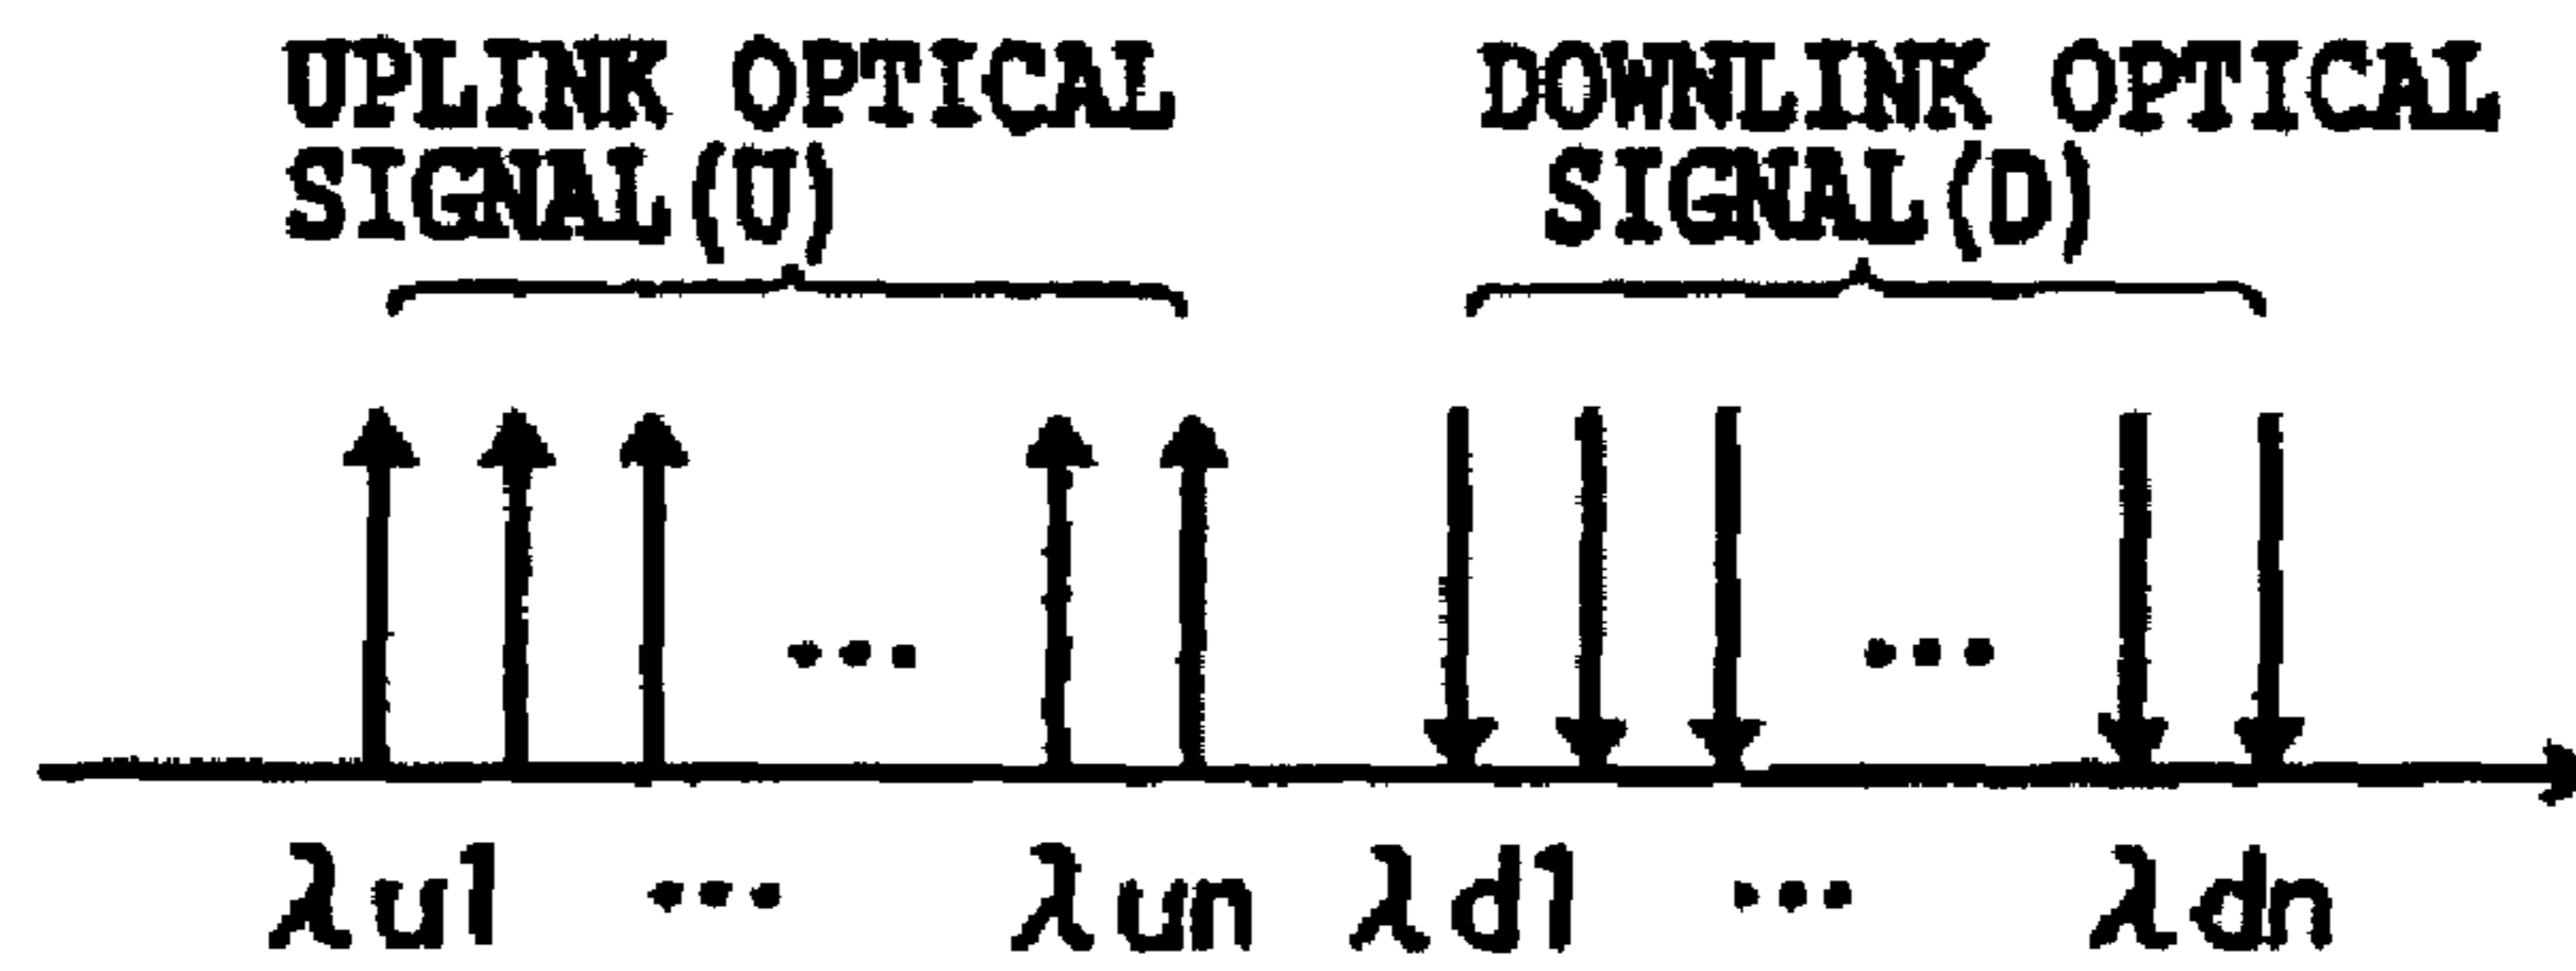 UPLINK OPTICAL
SIGNAL(U)
DOWNLINK OPTICAL
SIGNAL(D)
...
...
λu1 ... λun λd1 ... λdn